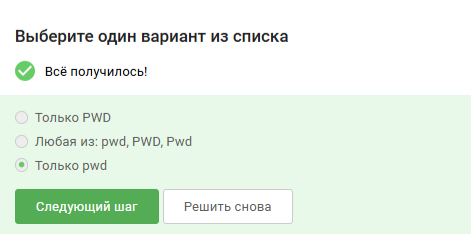 Выберите один вариант из списка
Всё получилось!
Только PWD
Любая из: pwd, PWD, Pwd
Только pwd
Следующий шаг Решить снова